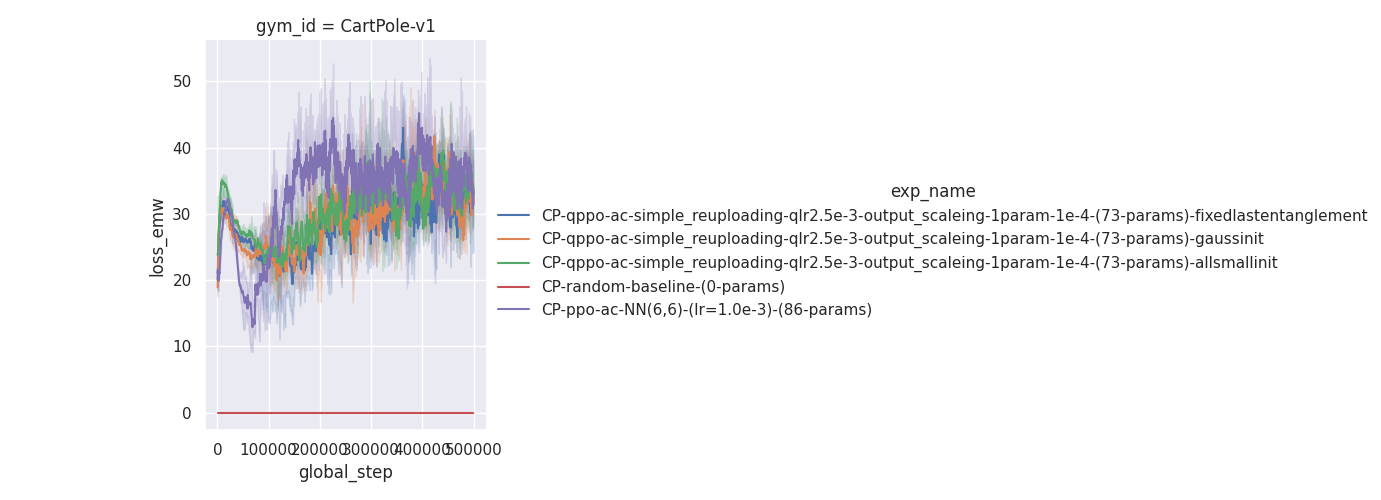 gym_id = CartPole-v1
50
40
30
20
10
0
loss_emw
0 100000 200000 300000 400000 500000
global_step
exp_name
CP-qppo-ac-simple_reuploading-qlr2.5e-3-output_scaleing-1param-1e-4-(73-params)-fixedlastentanglement
CP-qppo-ac-simple_reuploading-qlr2.5e-3-output_scaleing-1param-1e-4-(73-params)-gaussinit
CP-qppo-ac-simple_reuploading-qlr2.5e-3-output_scaleing-1param-1e-4-(73-params)-allsmallinit
CP-random-baseline-(0-params)
CP-ppo-ac-NN(6,6)-(lr=1.0e-3)-(86-params)